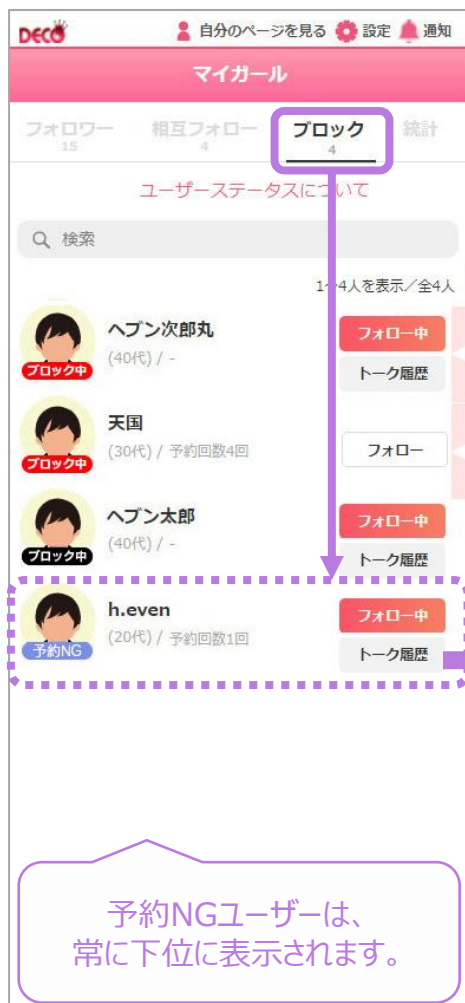 DECO 自分のページを見る 設定 通知
マイガール
フォロワー 相互フォロー ブロック 統計
15 4 4
ユーザーステータスについて
検索
1~4人を表示／全4人
ヘブン次郎丸
(40代) / -
ブロック中
フォロー中
トーク履歴
天国
(30代) / 予約回数4回
ブロック中
フォロー
ヘブン太郎
(40代) / -
ブロック中
フォロー中
トーク履歴
h.even
(20代) / 予約回数1回
予約NG
フォロー中
トーク履歴
予約NGユーザーは、
常に下位に表示されます。